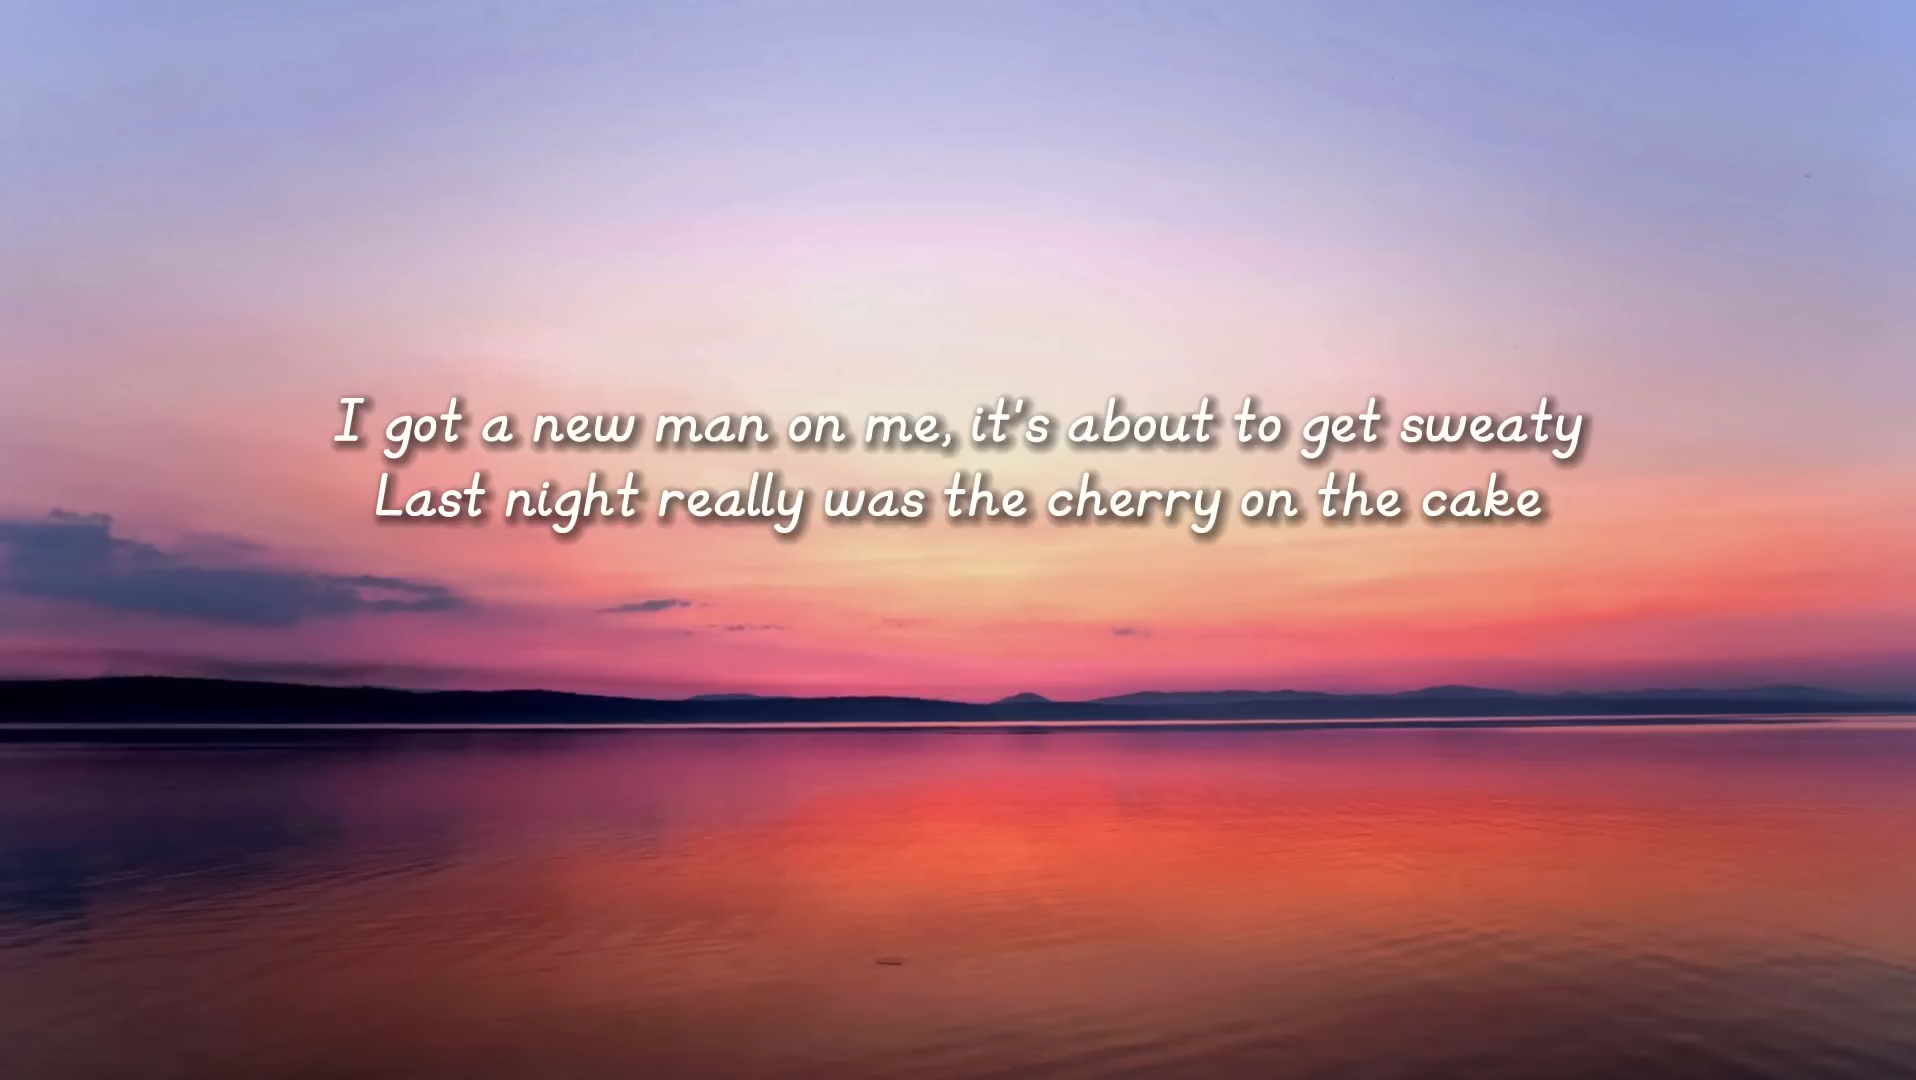 I got a new man on me, it's about to get sweaty
Last night really was the cherry on the cake